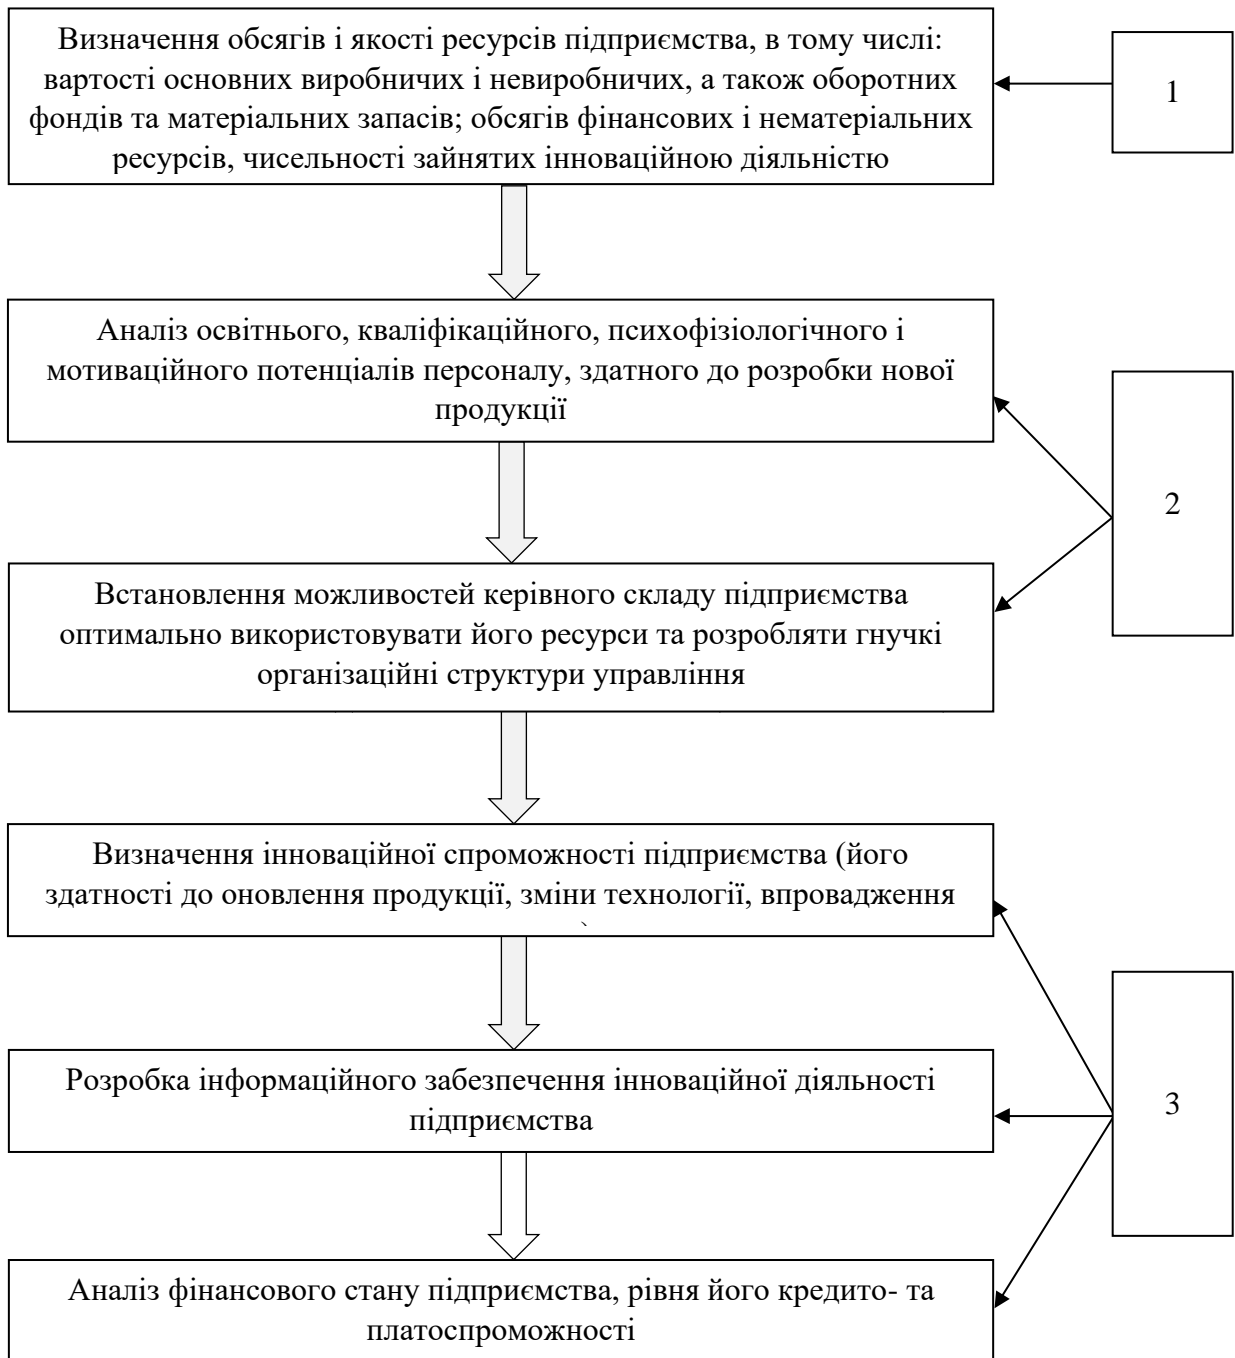 Визначення обсягів і якості ресурсів підприємства, в тому числі:
вартості основних виробничих і невиробничих, а також оборотних
фондів та матеріальних запасів; обсягів фінансових і нематеріальних
ресурсів, чисельності зайнятих інноваційною діяльністю
1
Аналіз освітнього, кваліфікаційного, психофізіологічного і
мотиваційного потенціалів персоналу, здатного до розробки нової
продукції
2
Встановлення можливостей керівного складу підприємства
оптимально використовувати його ресурси та розробляти гнучкі
організаційні структури управління
Визначення інноваційної спроможності підприємства (його
здатності до оновлення продукції, зміни технології, впровадження
Розробка інформаційного забезпечення інноваційної діяльності
підприємства
3
Аналіз фінансового стану підприємства, рівня його кредито- та
платоспроможності